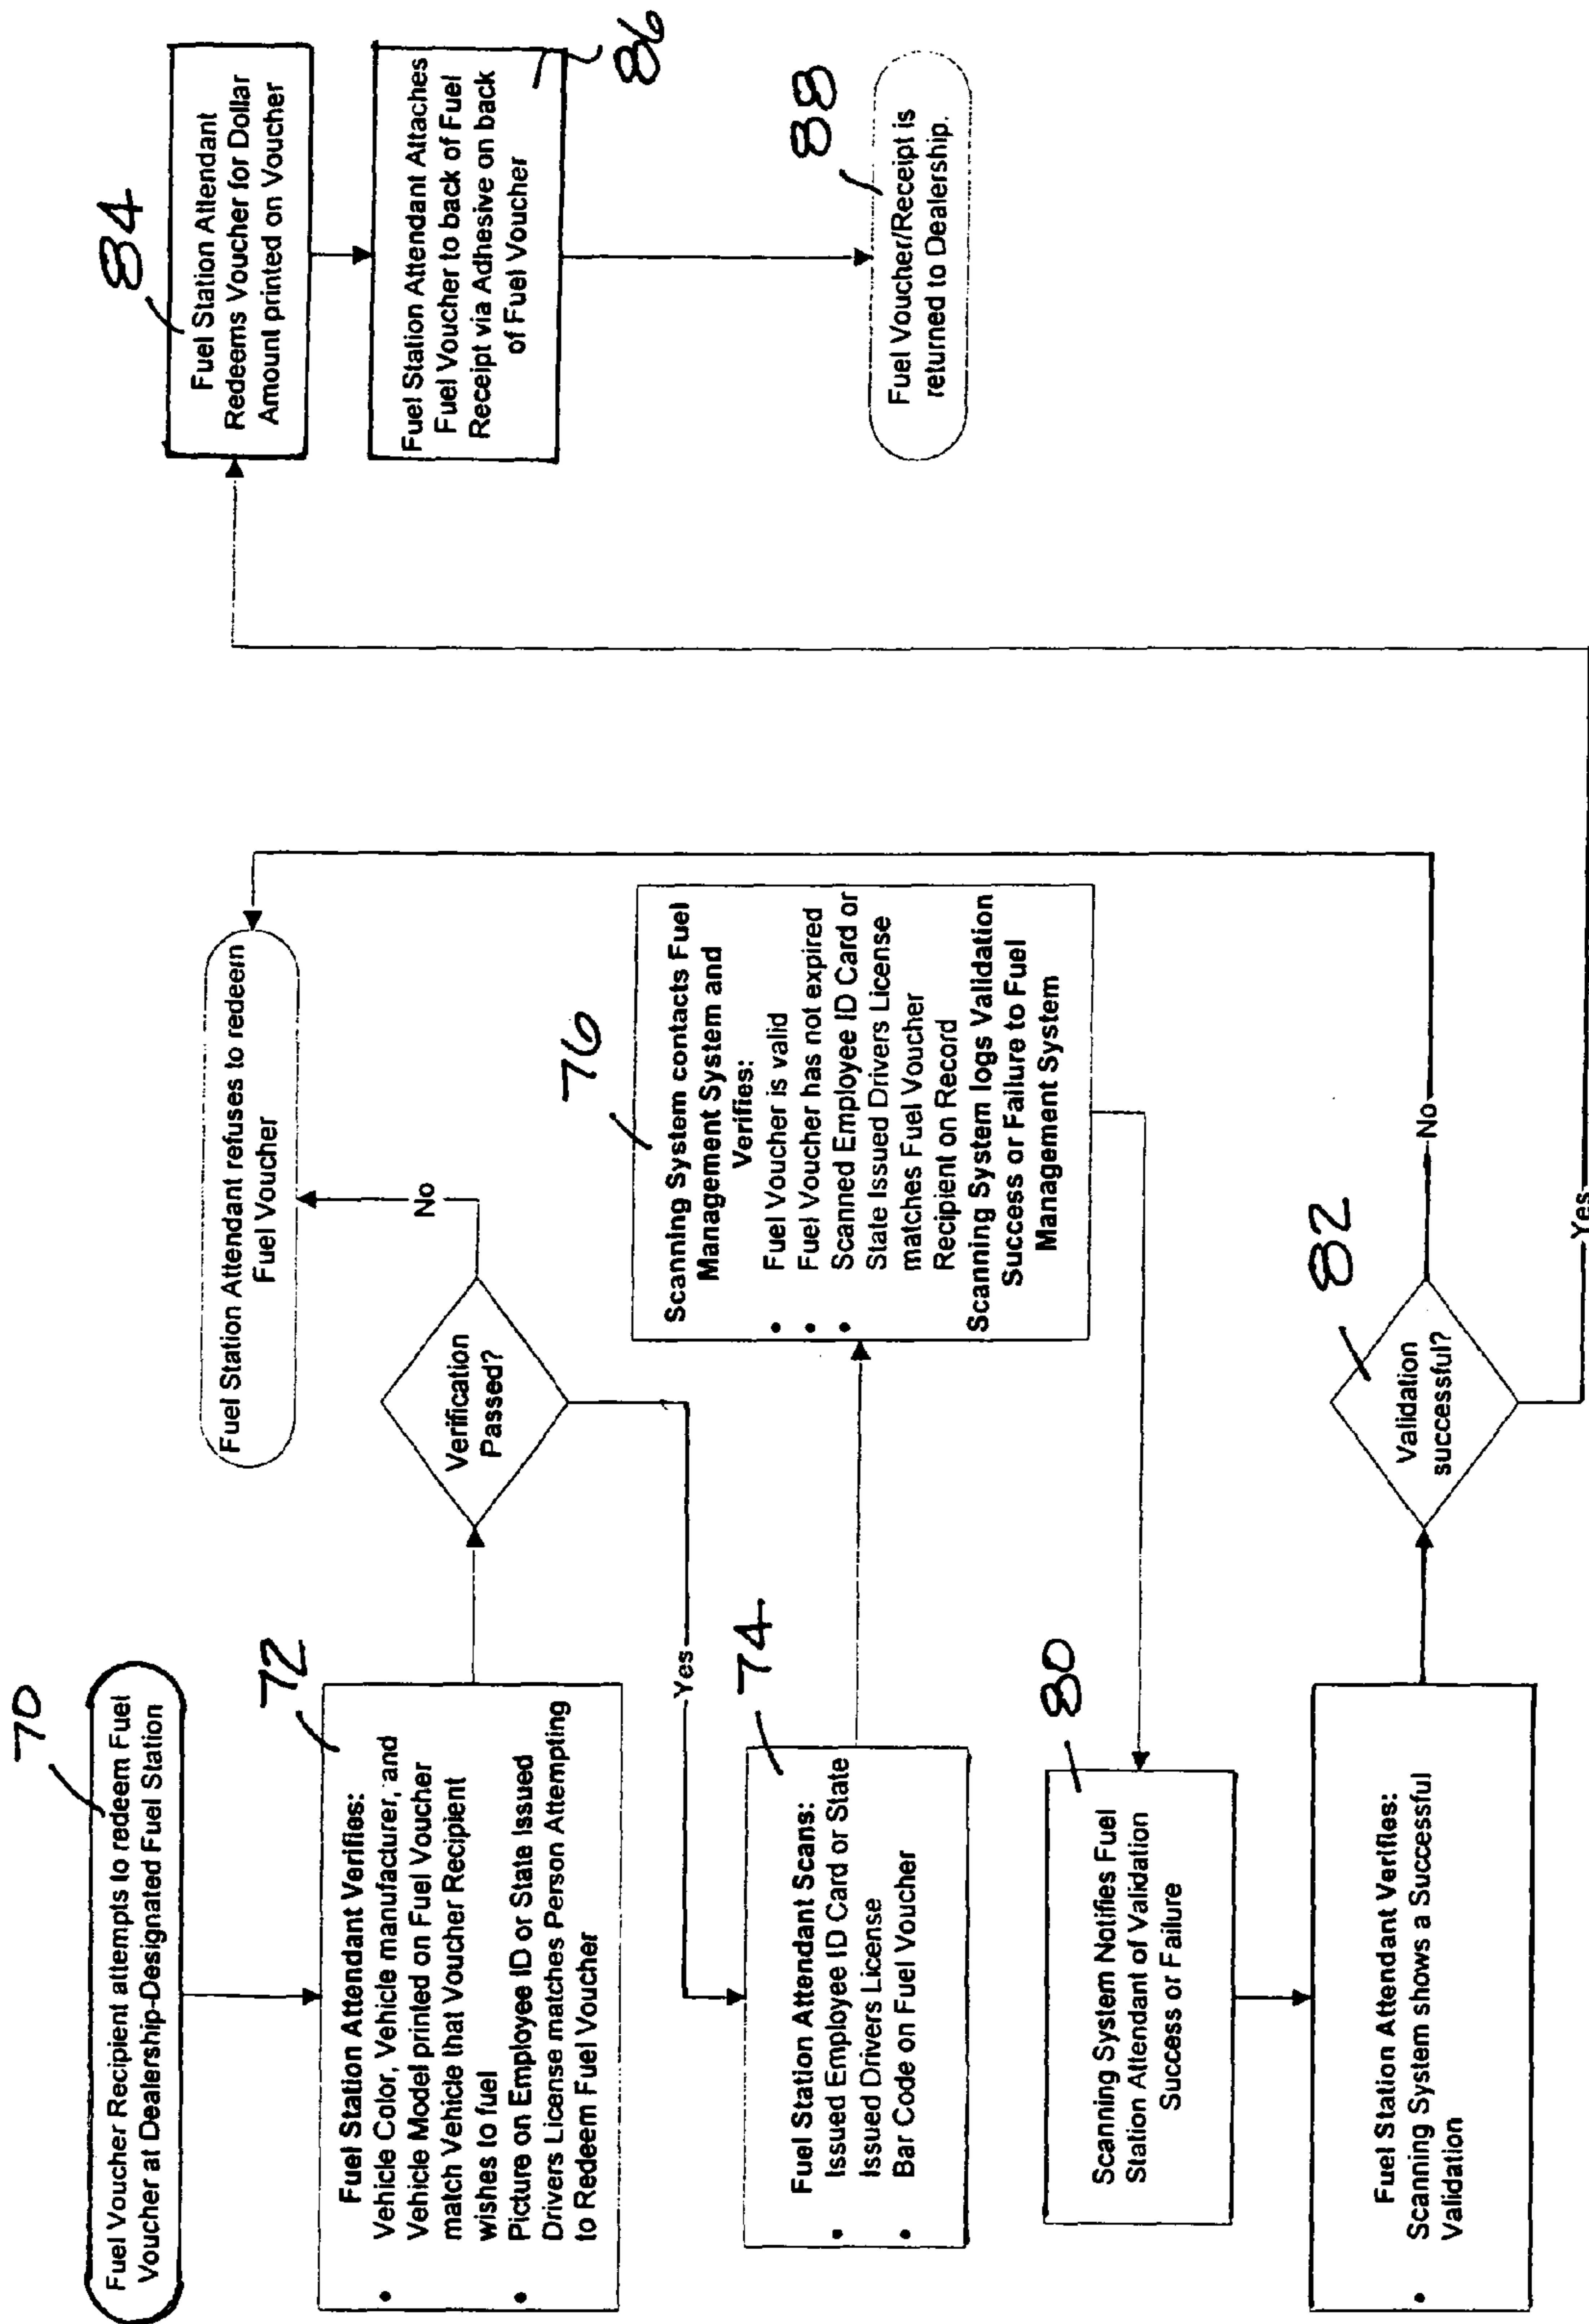 70
Fuel Voucher Recipient attempts to redeem Fuel
Voucher at Dealership-Designated Fuel Station
72
Fuel Station Attendant Verifies:
• Vehicle Color, Vehicle manufacturer, and
Vehicle Model printed on Fuel Voucher
match Vehicle that Voucher Recipient
wishes to fuel
• Picture on Employee ID or State Issued
Drivers License matches Person Attempting
to Redeem Fuel Voucher
Verification
Passed?
No
Fuel Station Attendant refuses to redeem
Fuel Voucher
Yes
74
Fuel Station Attendant Scans:
• Issued Employee ID Card or State
Issued Drivers License
• Bar Code on Fuel Voucher
76
Scanning System contacts Fuel
Management System and
Verifies:
• Fuel Voucher is valid
• Fuel Voucher has not expired
• Scanned Employee ID Card or
State Issued Drivers License
matches Fuel Voucher
Recipient on Record
Scanning System logs Validation
Success or Failure to Fuel
Management System
80
Scanning System Notifies Fuel
Station Attendant of Validation
Success or Failure
Fuel Station Attendant Verifies:
• Scanning System shows a Successful
Validation
82
Validation
successful?
No
Yes
84
Fuel Station Attendant
Redeems Voucher for Dollar
Amount printed on Voucher
Fuel Station Attendant Attaches
Fuel Voucher to back of Fuel
Receipt via Adhesive on back
of Fuel Voucher
86
88
Fuel Voucher/Receipt is
returned to Dealership.